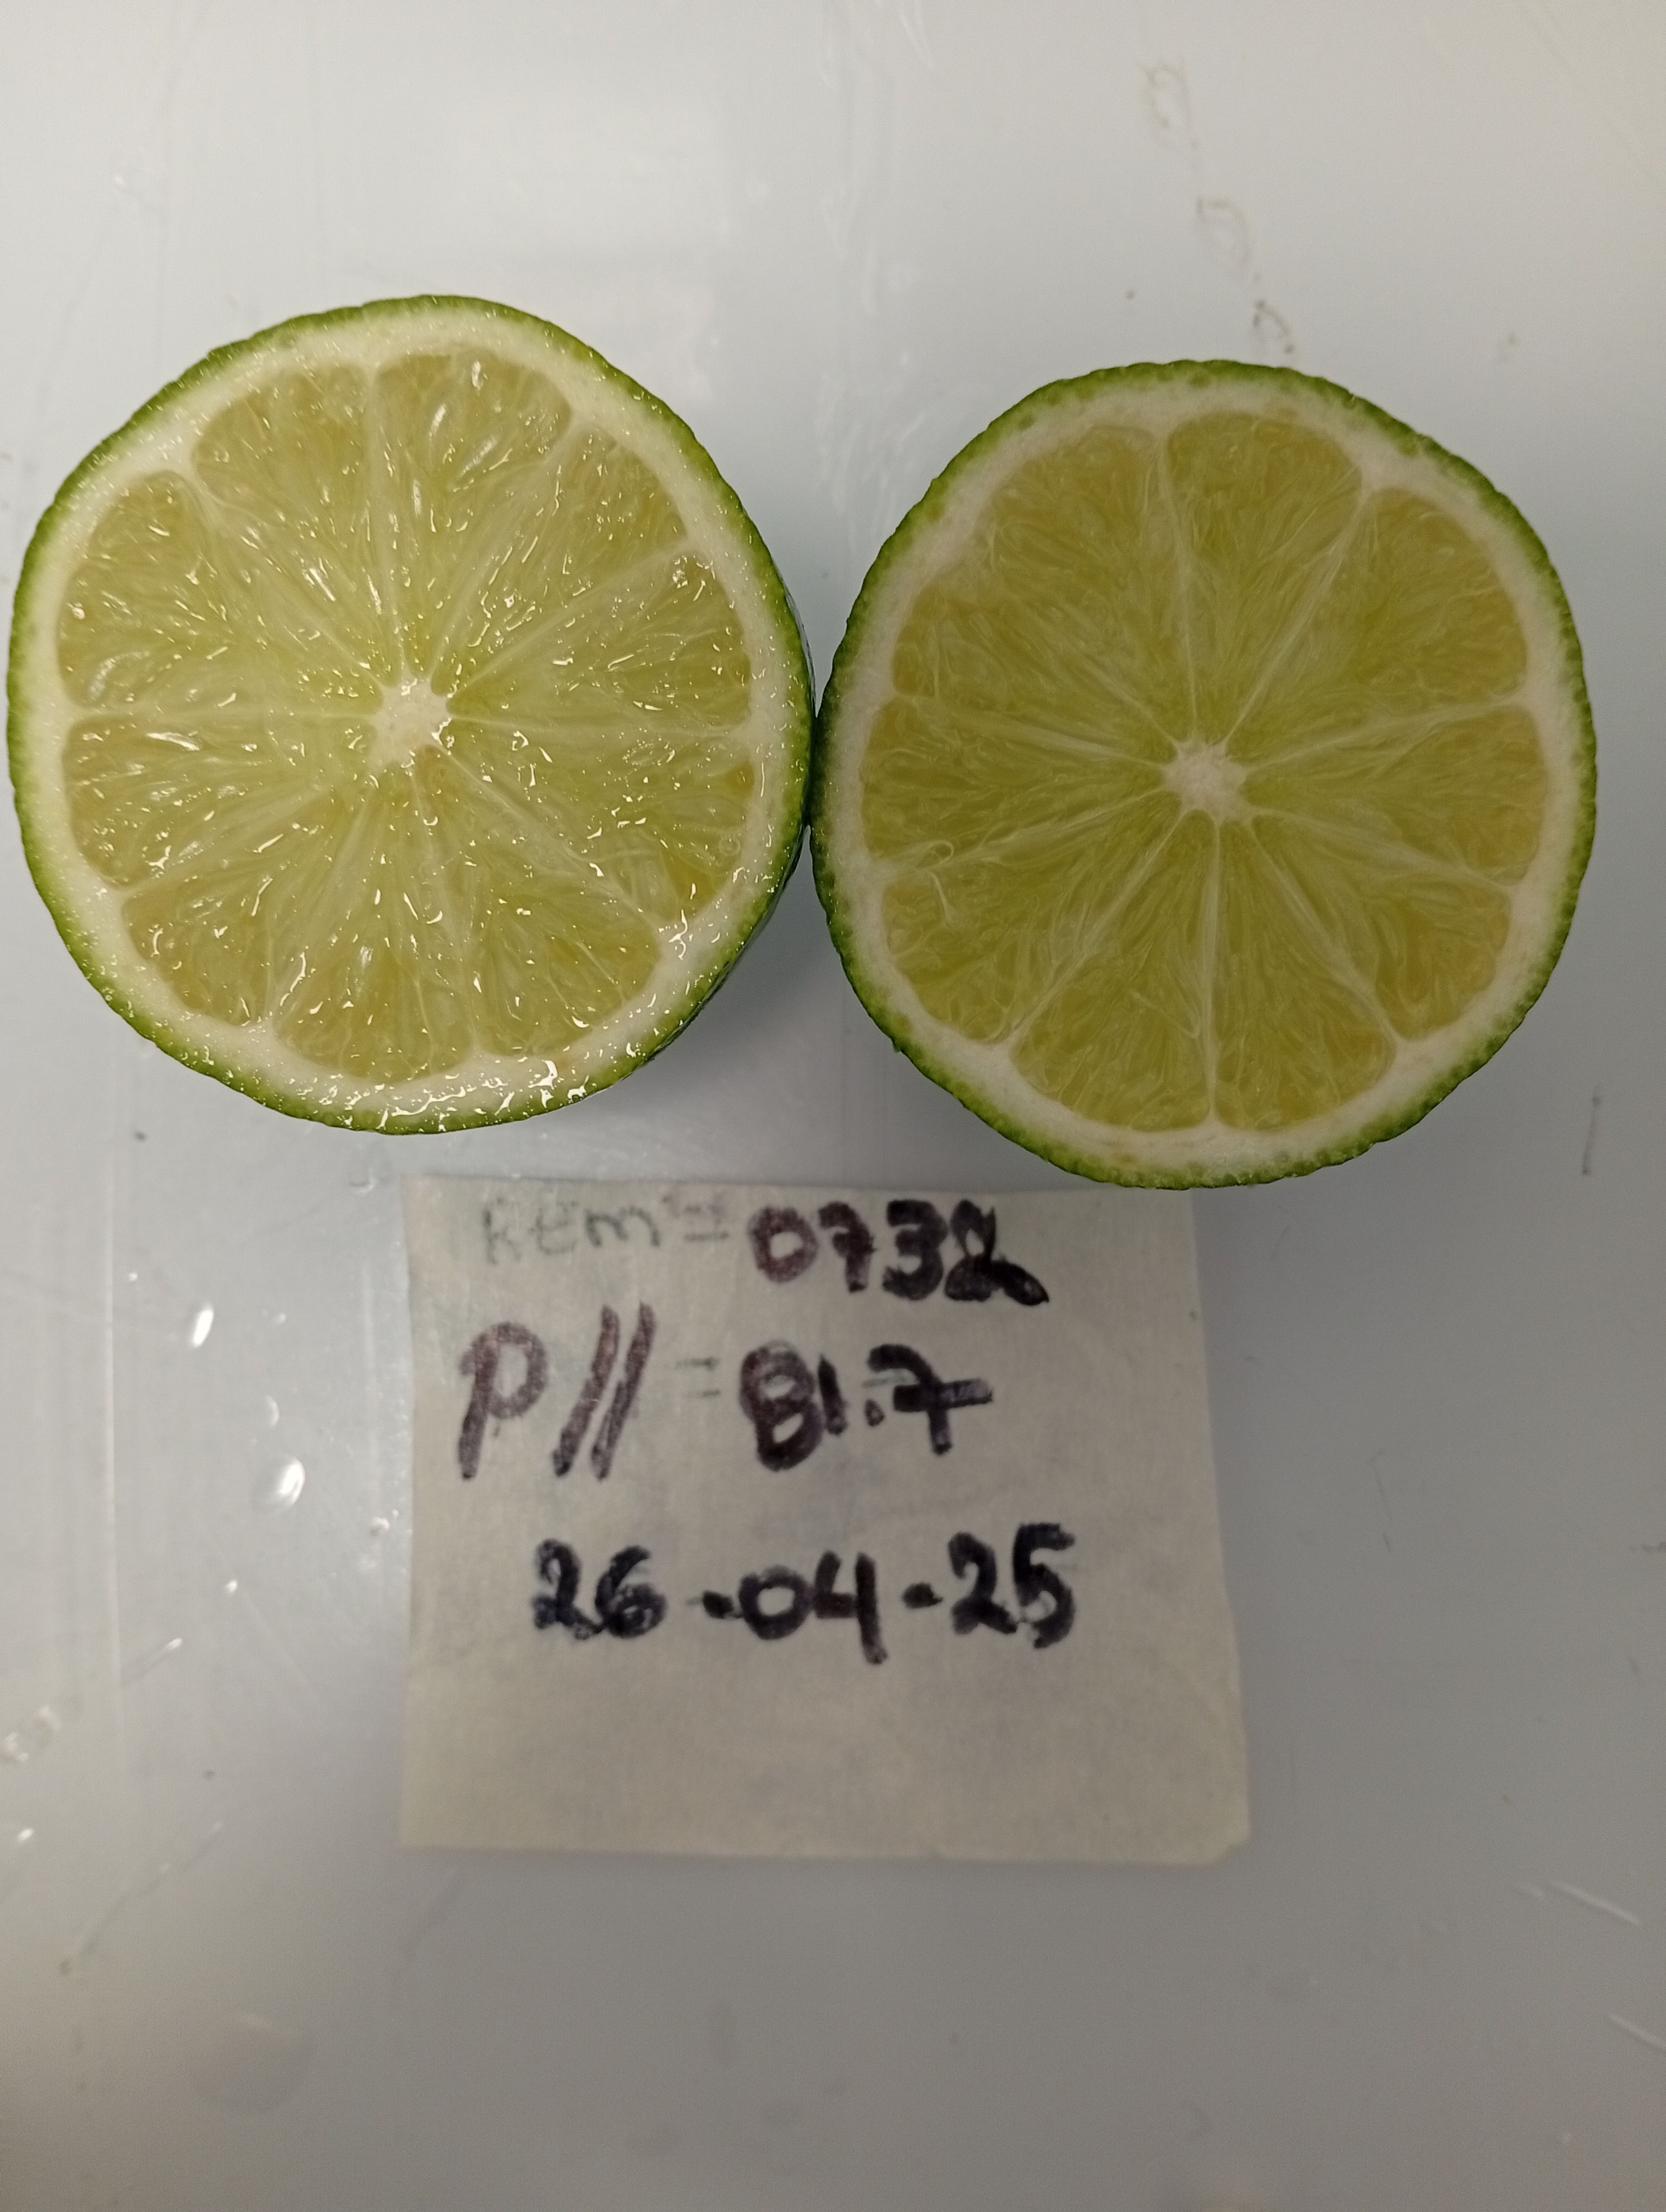 Rem = 0732
P// = 81.7
26-04-25